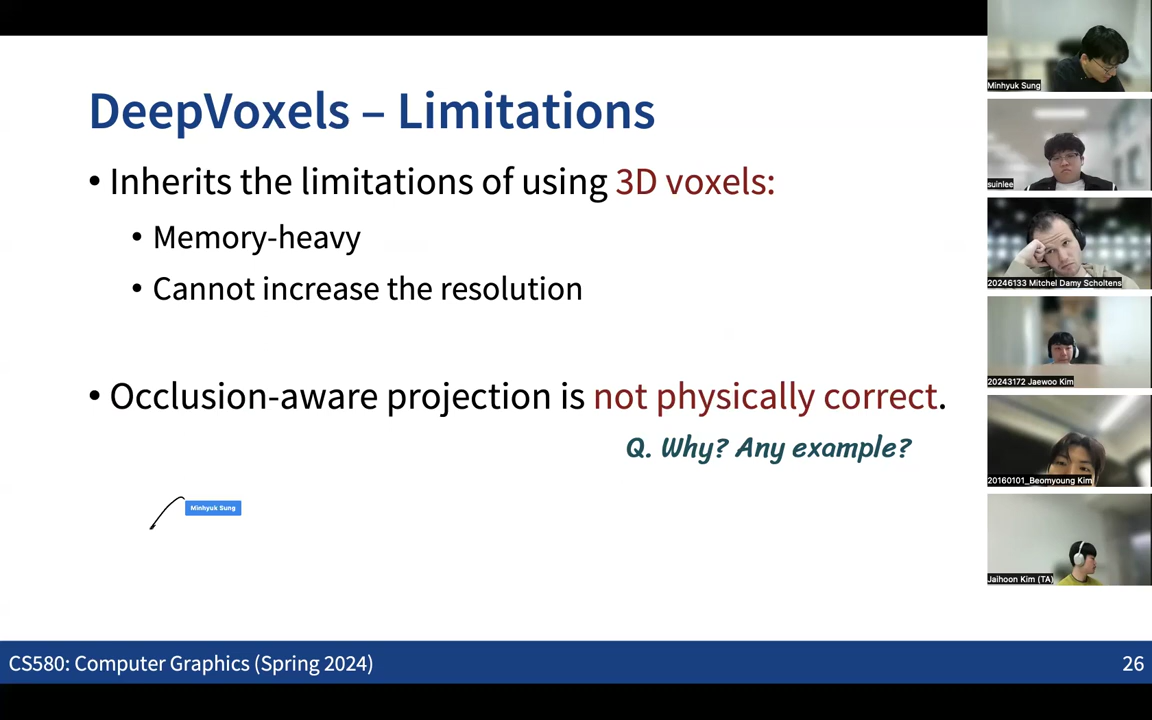 DeepVoxels – Limitations
• Inherits the limitations of using 3D voxels:
• Memory-heavy
• Cannot increase the resolution
• Occlusion-aware projection is not physically correct.
Q. Why? Any example?
Minhyuk Sung
CS580: Computer Graphics (Spring 2024)
26
Minhyuk Sung
suinlee
20246133 Mitchel Damy Scholtens
20243172 Jaewoo Kim
20160101_Beomyoung Kim
Jaihoon Kim (TA)